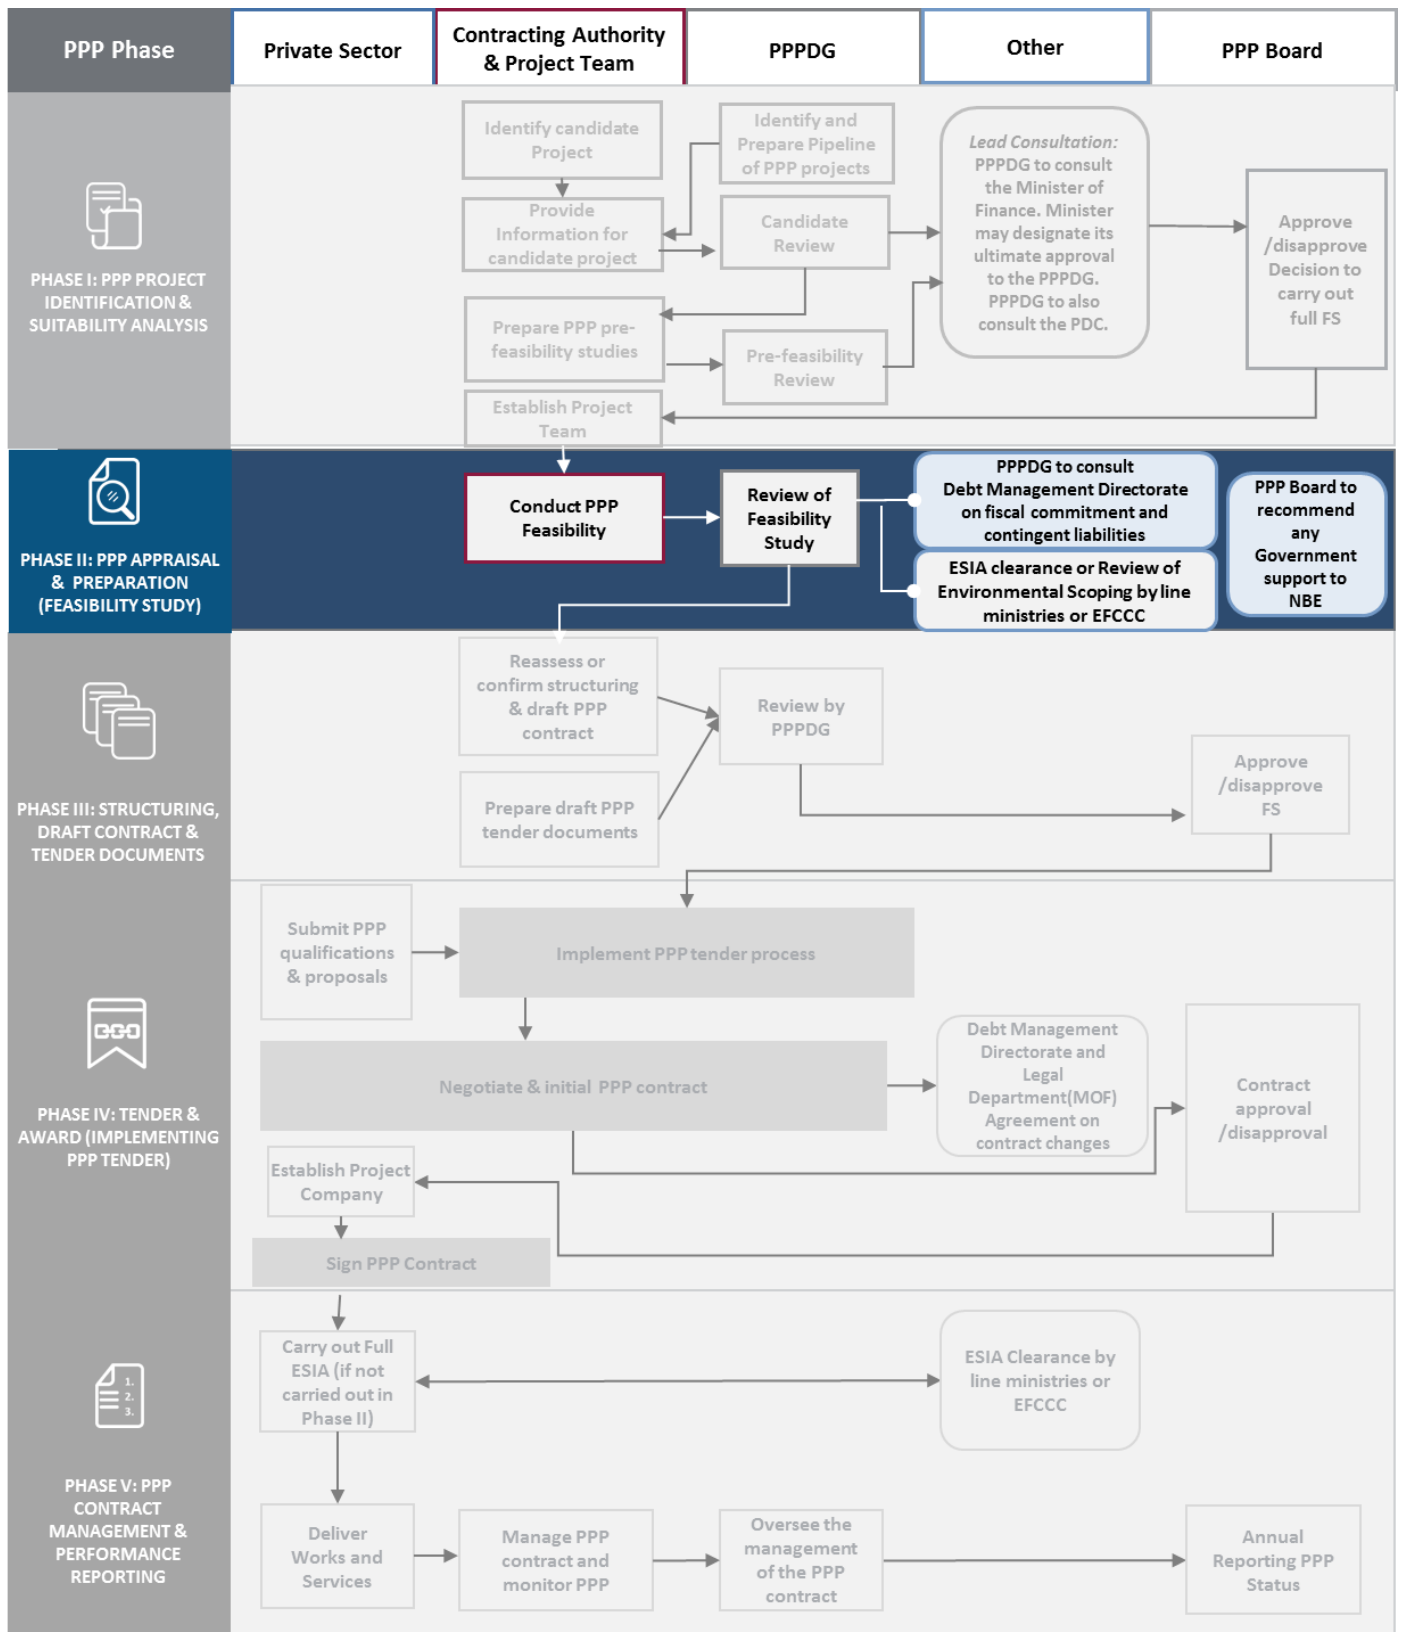 PPP Phase
Private Sector
Contracting Authority
& Project Team
PPPDG
Other
PPP Board
PHASE I: PPP PROJECT
IDENTIFICATION &
SUITABILITY ANALYSIS
Identify candidate
Project
Identify and
Prepare Pipeline
of PPP projects
Provide
Information for
candidate project
Candidate
Review
Lead Consultation:
PPPDG to consult
the Minister of
Finance. Minister
may designate its
ultimate approval
to the PPPDG.
PPPDG to also
consult the PDC.
Approve
/disapprove
Decision to
carry out
full FS
Prepare PPP pre-
feasibility studies
Pre-feasibility
Review
Establish Project
Team
PHASE II: PPP APPRAISAL
& PREPARATION
(FEASIBILITY STUDY)
Conduct PPP
Feasibility
Review of
Feasibility
Study
PPPDG to consult
Debt Management Directorate
on fiscal commitment and
contingent liabilities
ESIA clearance or Review of
Environmental Scoping by line
ministries or EFCCC
PPP Board to
recommend
any
Government
support to
NBE
PHASE III: STRUCTURING,
DRAFT CONTRACT &
TENDER DOCUMENTS
Reassess or
confirm structuring
& draft PPP
contract
Review by
PPPDG
Prepare draft PPP
tender documents
Approve
/disapprove
FS
PHASE IV: TENDER &
AWARD (IMPLEMENTING
PPP TENDER)
Submit PPP
qualifications
& proposals
Implement PPP tender process
Negotiate & initial PPP contract
Debt Management
Directorate and
Legal
Department(MOF)
Agreement on
contract changes
Contract
approval
/disapproval
Establish Project
Company
Sign PPP Contract
1.
2.
3.
PHASE V: PPP
CONTRACT
MANAGEMENT &
PERFORMANCE
REPORTING
Carry out Full
ESIA (if not
carried out in
Phase II)
ESIA Clearance by
line ministries or
EFCCC
Deliver
Works and
Services
Manage PPP
contract and
monitor PPP
Oversee the
management
of the PPP
contract
Annual
Reporting PPP
Status